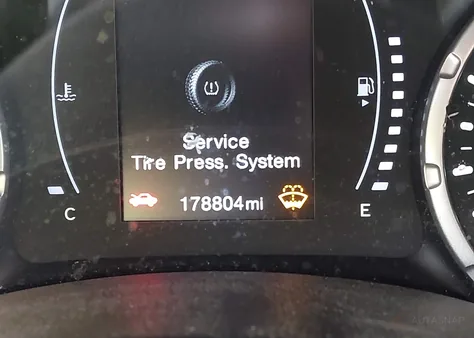 Service
Tire Press. System
178804mi
C
E